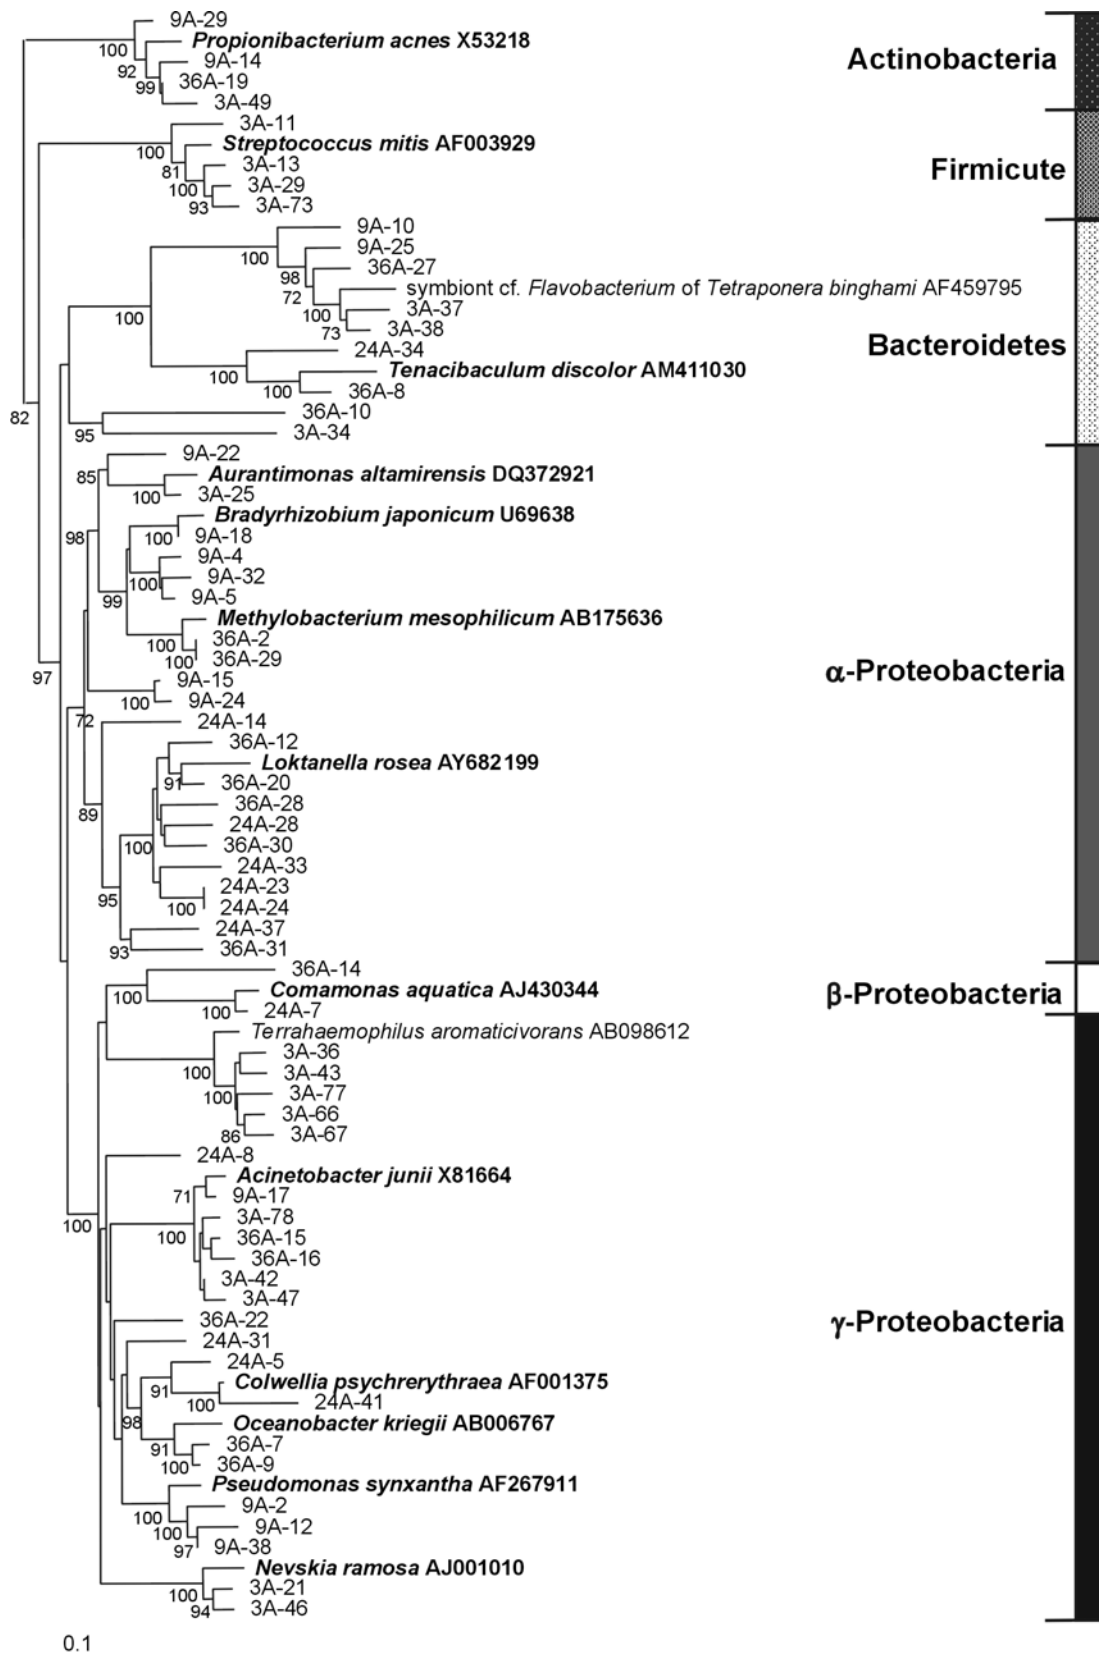 9A-29
100
Propionibacterium acnes X53218
Actinobacteria
9A-14
92
36A-19
99
3A-49
3A-11
Streptococcus mitis AF003929
100
3A-13
Firmicute
81
3A-29
100
3A-73
93
9A-10
9A-25
100
36A-27
98
symbiont cf. Flavobacterium of Tetraponera binghami AF459795
72
3A-37
100
100
3A-38
73
Bacteroidetes
24A-34
Tenacibaculum discolor AM411030
100
36A-8
100
36A-10
82
3A-34
95
9A-22
85
Aurantimonas altamirensis DQ372921
3A-25
100
Bradyrhizobium japonicum U69638
9A-18
98
100
9A-4
9A-32
100
9A-5
99
Methylobacterium mesophilicum AB175636
36A-2
100
36A-29
100
97
9A-15
α-Proteobacteria
9A-24
100
72
24A-14
36A-12
Loktanella rosea AY682199
36A-20
91
36A-28
89
24A-28
36A-30
100
24A-33
24A-23
95
24A-24
100
24A-37
36A-31
93
36A-14
Comamonas aquatica AJ430344
β-Proteobacteria
100
24A-7
100
Terrahaemophilus aromaticivorans AB098612
3A-36
3A-43
100
3A-77
100
3A-66
3A-67
86
24A-8
Acinetobacter junii X81664
9A-17
71
3A-78
100
100
36A-15
36A-16
3A-42
3A-47
36A-22
γ-Proteobacteria
24A-31
24A-5
Colwellia psychrerythraea AF001375
91
24A-41
100
Oceanobacter kriegii AB006767
98
36A-7
91
36A-9
100
Pseudomonas synxantha AF267911
9A-2
100
9A-12
100
9A-38
97
Nevskia ramosa AJ001010
3A-21
100
3A-46
94
0.1